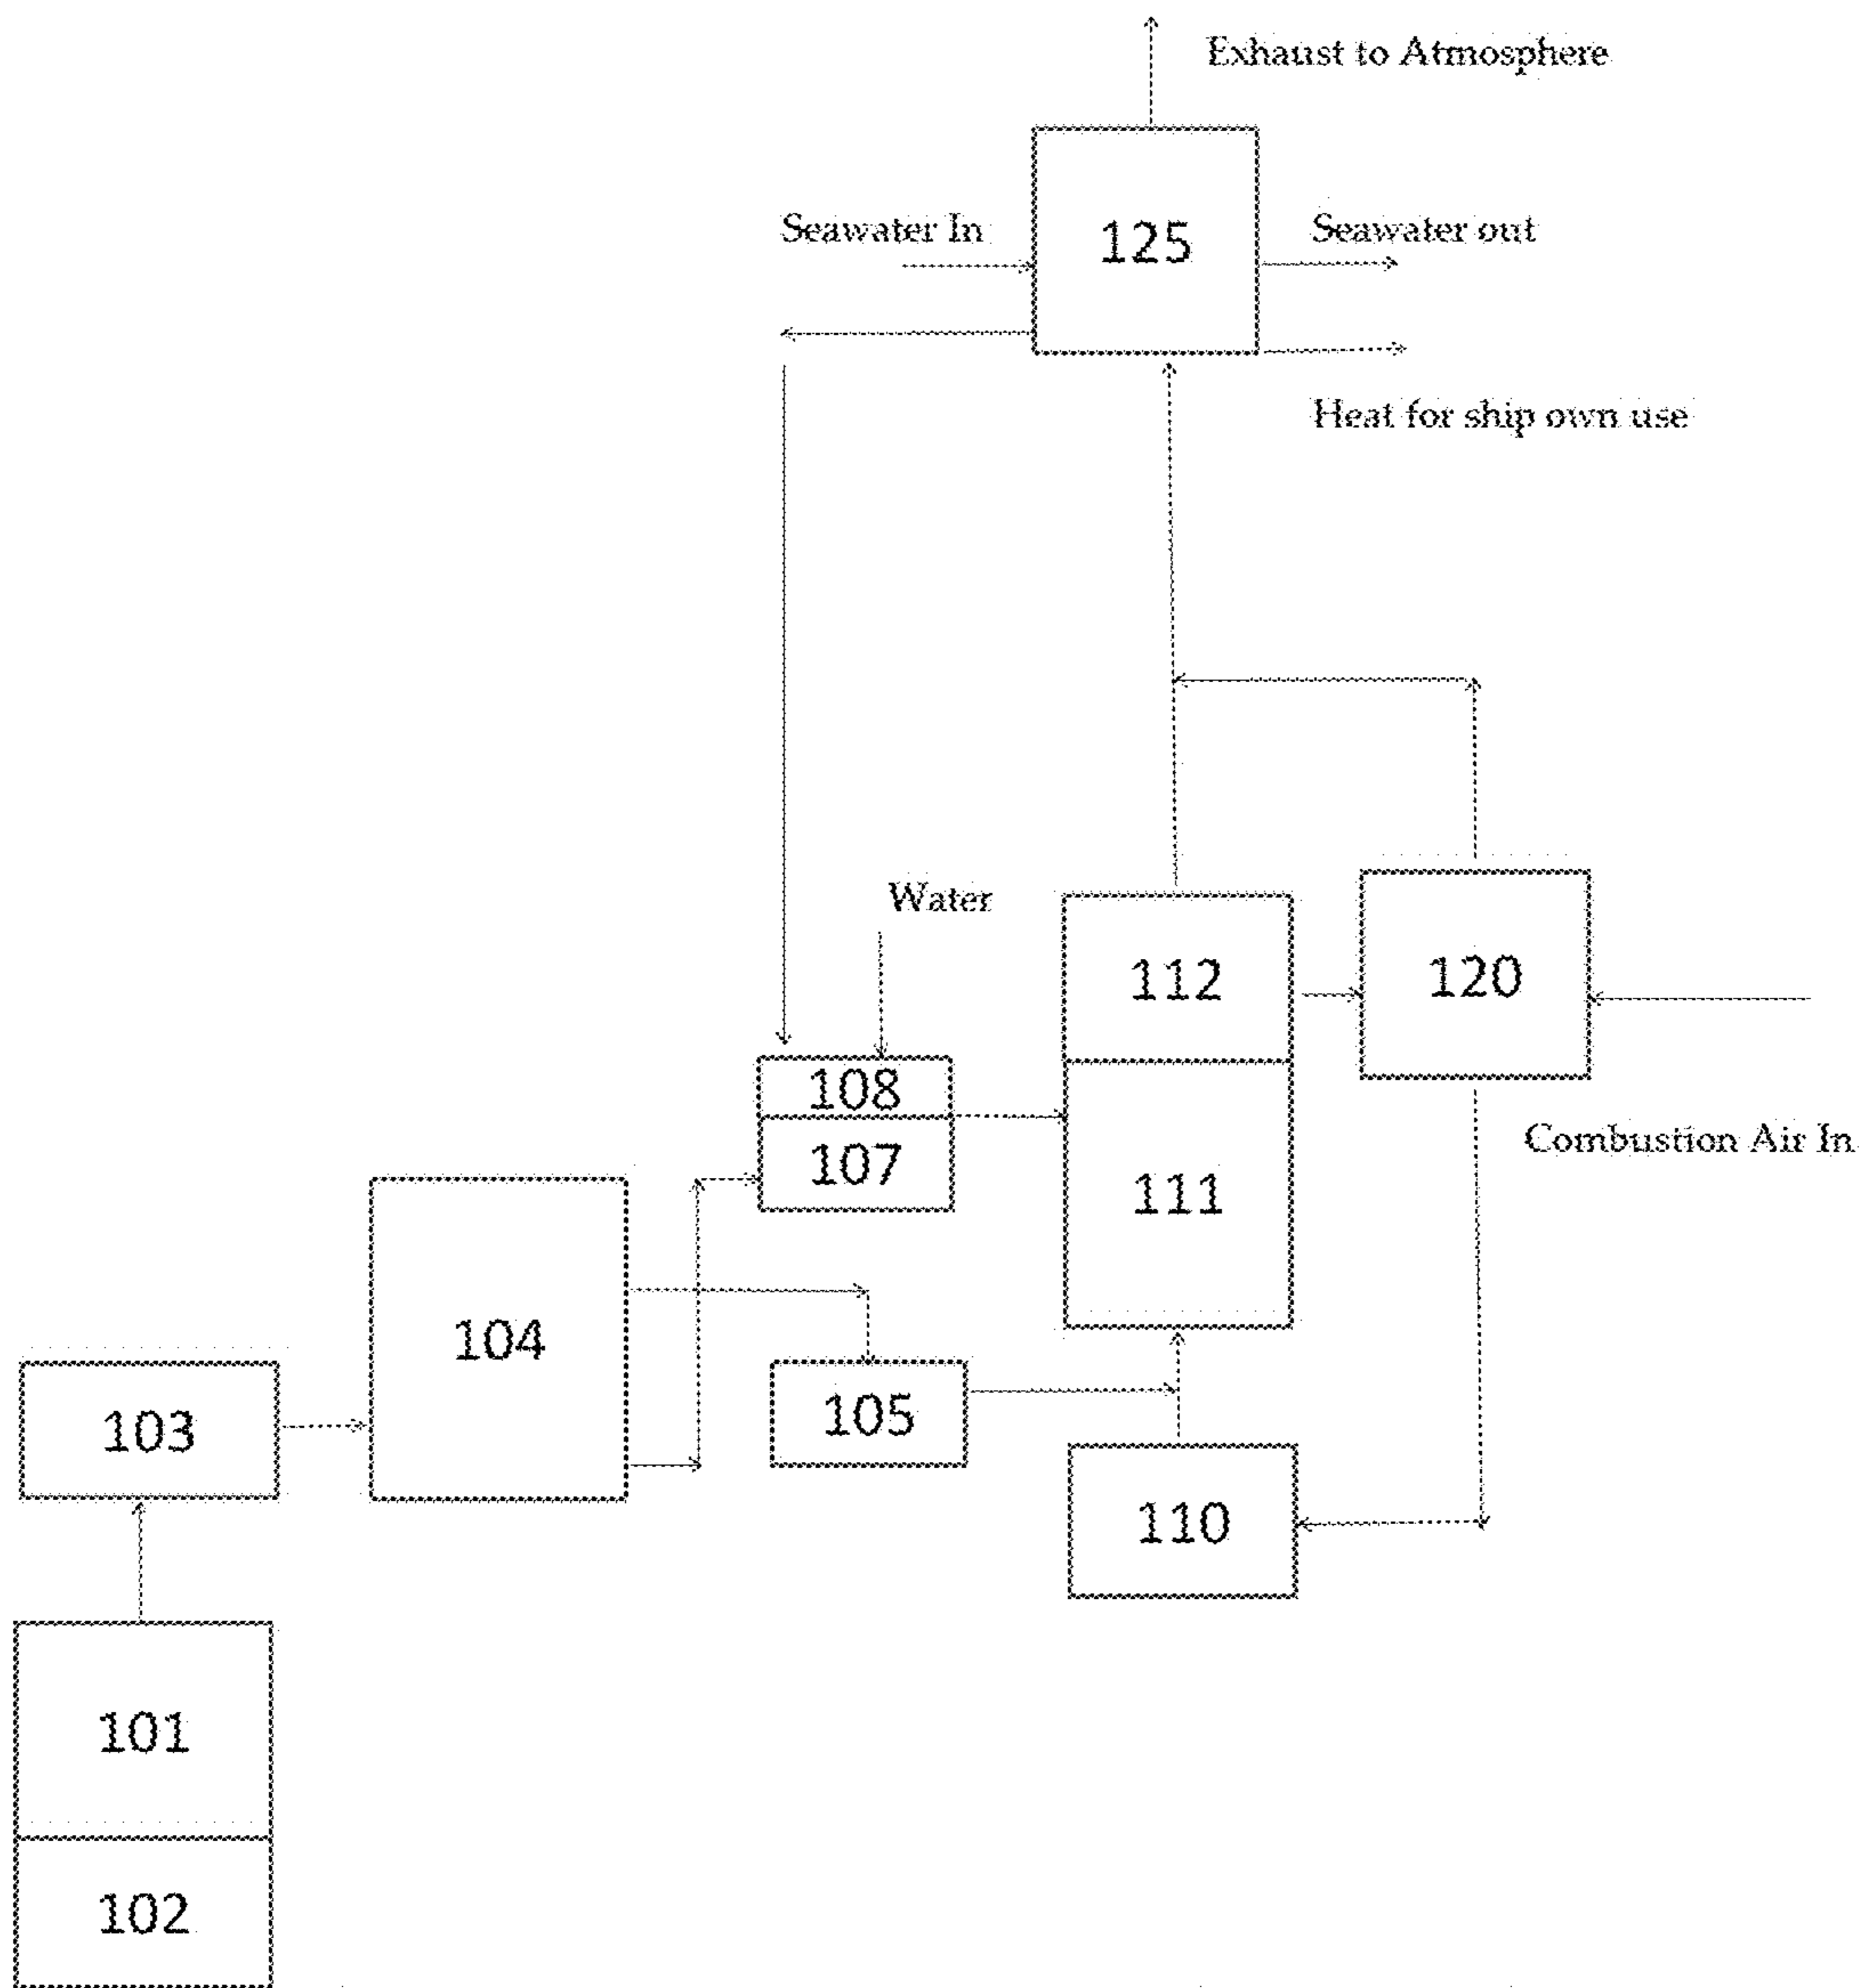 Exhaust to Atmosphere
125
Seawater In
Seawater out
Heat for ship own use
Water
112
120
108
107
111
Combustion Air In
104
103
105
110
101
102